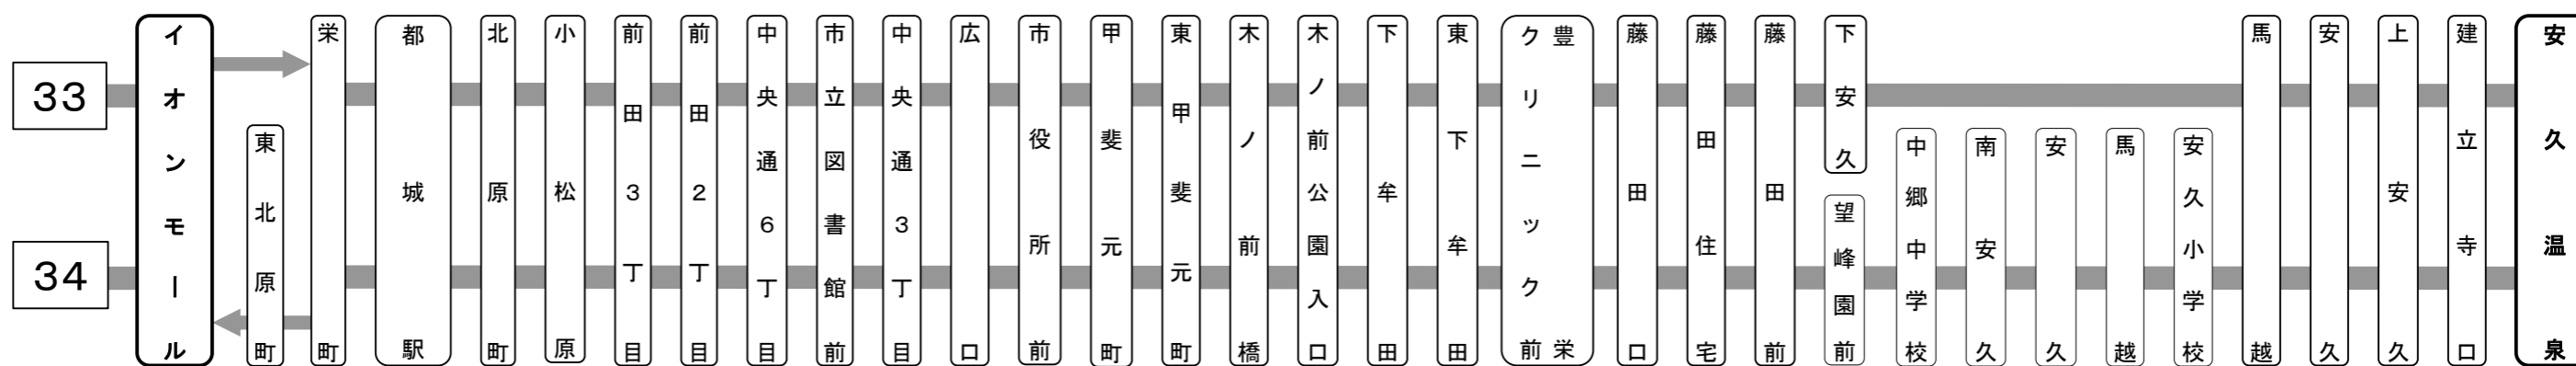 33
34
イオンモール
東北原町
栄町
都城駅
北原町
小松原
前田3丁目
前田2丁目
中央通6丁目
市立図書館前
中央通3丁目
広口
市役所前
甲斐元町
東甲斐元町
木ノ前橋
木ノ前公園入口
下牟田
東下牟田
豊栄
クリニック前
藤田口
藤田住宅
藤田前
下安久
望峰園前
中郷中学校
南安久
安久
馬越
安久小学校
馬越
安久
上安久
建立寺口
安久温泉